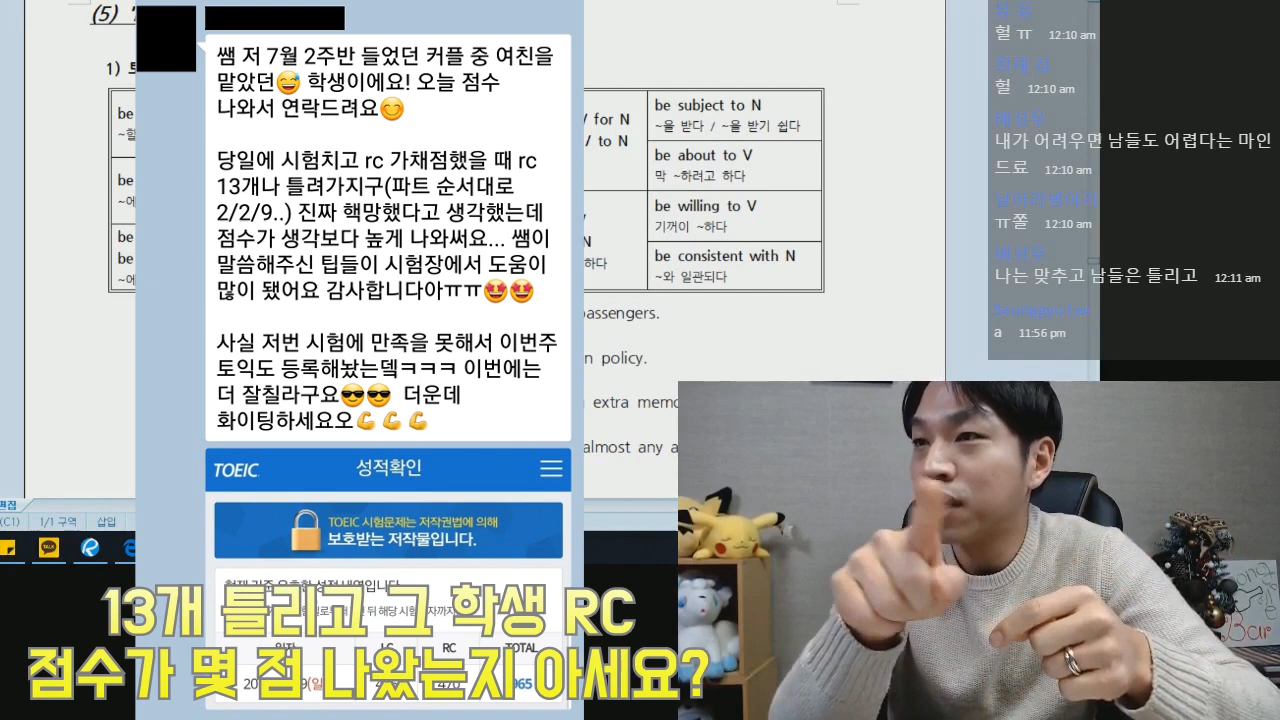 (5)
1)
쌤 저 7월 2주반 들었던 커플 중 여친을
맡았던😅 학생이에요! 오늘 점수
나와서 연락드려요😊
당일에 시험치고 rc 가채점했을 때 rc
13개나 틀려가지구(파트 순서대로
2/2/9..) 진짜 핵망했다고 생각했는데
점수가 생각보다 높게 나와써요... 쌤이
말씀해주신 팁들이 시험장에서 도움이
많이 됐어요 감사합니다아ㅠㅠ🤩🤩
사실 저번 시험에 만족을 못해서 이번주
토익도 등록해놨는뎈ㅋㅋㅋ 이번에는
더 잘칠라구요😎😎 더운데
화이팅하세요오💪💪💪
TOEIC 성적확인
TOEIC 시험문제는 저작권법에 의해
보호받는 저작물입니다.
RC TOTAL
be
be
be
be
for N
to N
be subject to N
~을 받다 / ~을 받기 쉽다
be about to V
막 ~하려고 하다
be willing to V
기꺼이 ~하다
be consistent with N
~와 일관되다
passengers.
policy.
extra
almost any
1/1 구역 삽입
헐 ㅠ 12:10 am
헐 12:10 am
내가 어려우면 남들도 어렵다는 마인
드료 12:10 am
ㅠ쫄 12:10 am
나는 맞추고 남들은 틀리고 12:11 am
a 11:56 pm
13개 틀리고 그 학생 RC
점수가 몇 점 나왔는지 아세요?